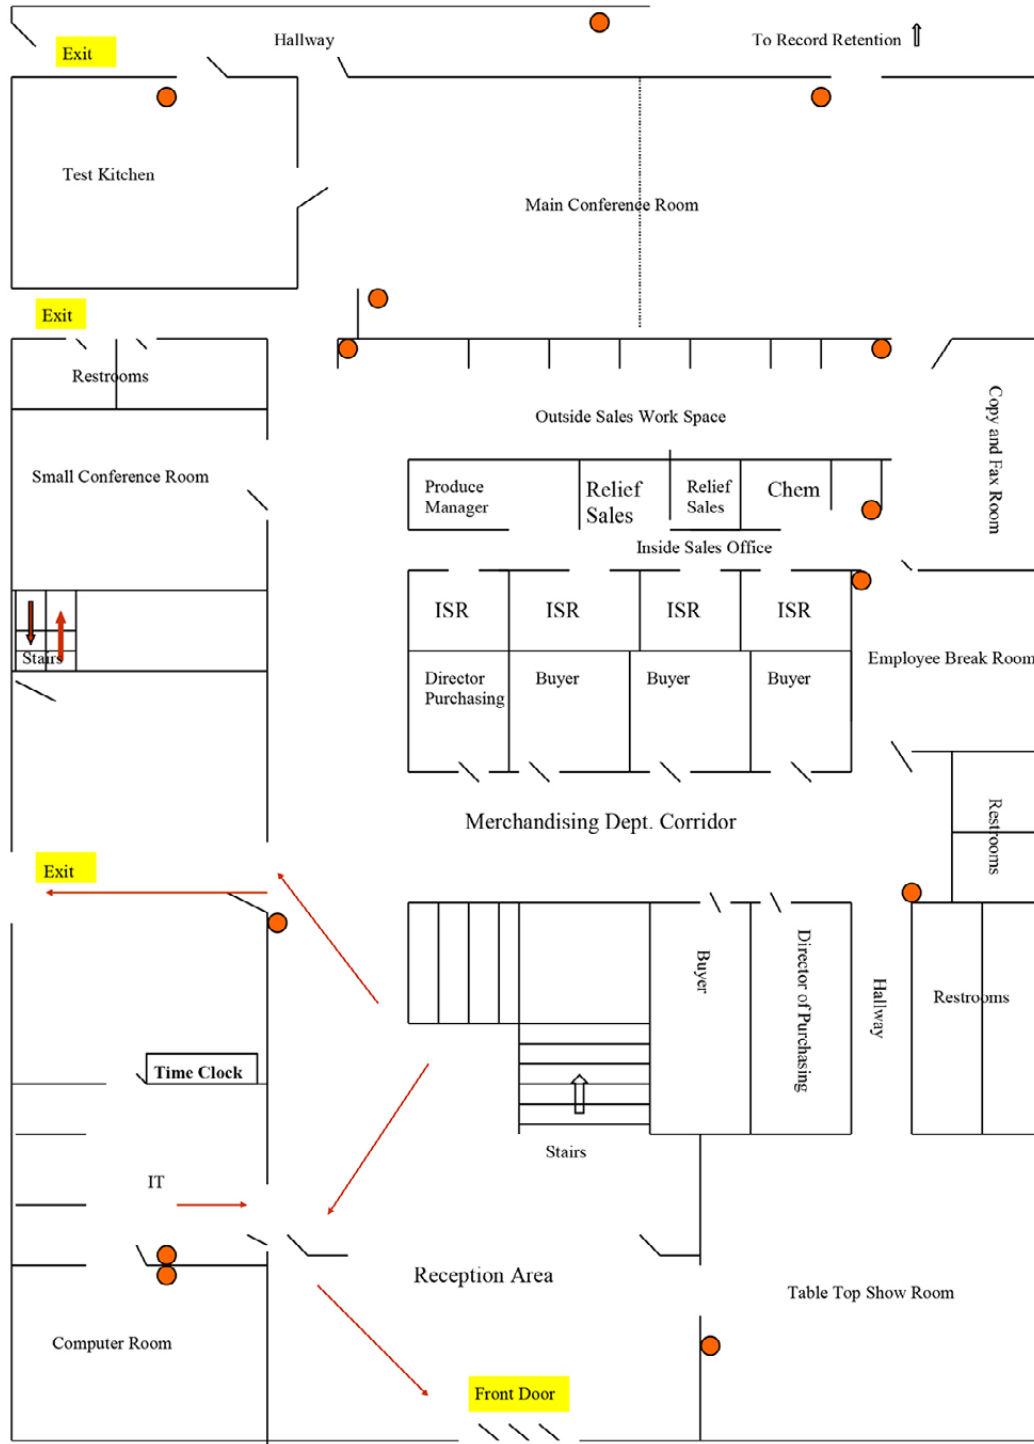 Hallway
To Record Retention
Exit
Test Kitchen
Main Conference Room
Exit
Restrooms
Outside Sales Work Space
Copy and Fax Room
Small Conference Room
Produce
Manager
Relief
Sales
Relief
Sales
Chem
Inside Sales Office
ISR
ISR
ISR
ISR
Stairs
Employee Break Room
Director
Purchasing
Buyer
Buyer
Buyer
Merchandising Dept. Corridor
Restrooms
Exit
Buyer
Director of Purchasing
Hallway
Restrooms
Time Clock
Stairs
IT
Reception Area
Table Top Show Room
Computer Room
Front Door